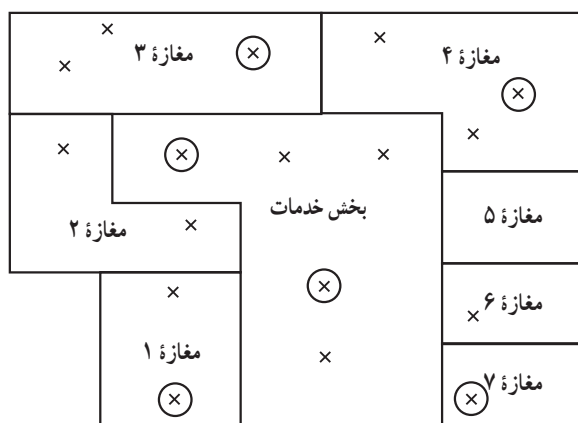 مغازهٔ ۳
مغازهٔ ۴
بخش خدمات
مغازهٔ ۵
مغازهٔ ۲
مغازهٔ ۶
مغازهٔ ۱
مغازهٔ ۷